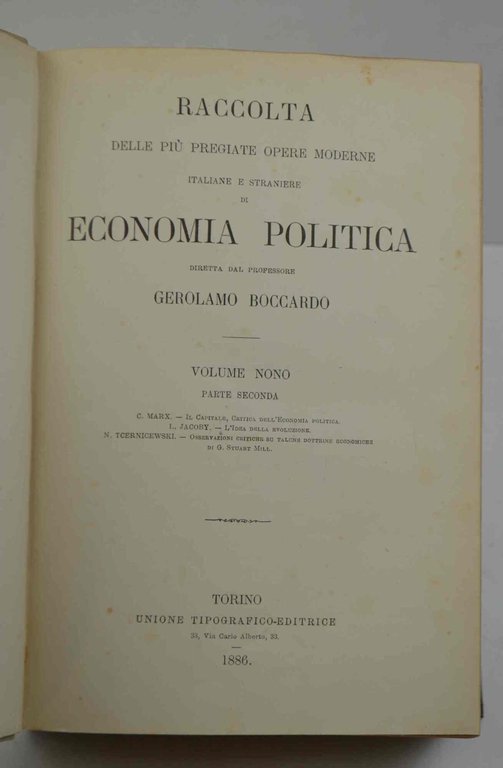 RACCOLTA
DELLE PIÙ PREGIATE OPERE MODERNE
ITALIANE E STRANIERE
DI
ECONOMIA POLITICA
DIRETTA DAL PROFESSORE
GEROLAMO BOCCARDO
VOLUME NONO
PARTE SECONDA
C. MARX. — IL CAPITALE, CRITICA DELL'ECONOMIA POLITICA.
L. JACOBY. — L'IDEA DELLA EVOLUZIONE.
N. TCERNICEWSKI. — OSSERVAZIONI CRITICHE SU TALUNE DOTTRINE ECONOMICHE
DI G. STUART MILL.
TORINO
UNIONE TIPOGRAFICO-EDITRICE
33, Via Carlo Alberto, 33.
1886.